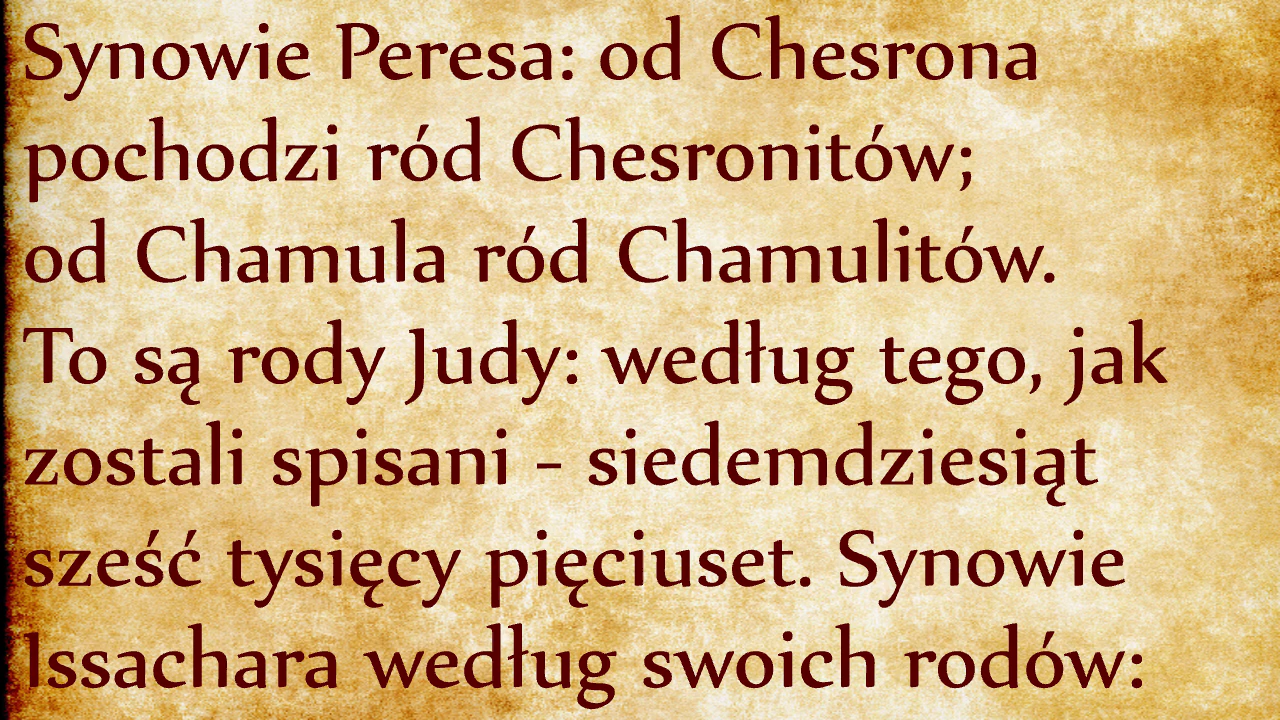 Synowie Peresa: od Chesrona
pochodzi ród Chesronitów;
od Chamula ród Chamulitów.
To są rody Judy: według tego, jak
zostali spisani - siedemdziesiąt
sześć tysięcy pięciuset. Synowie
Issachara według swoich rodów: